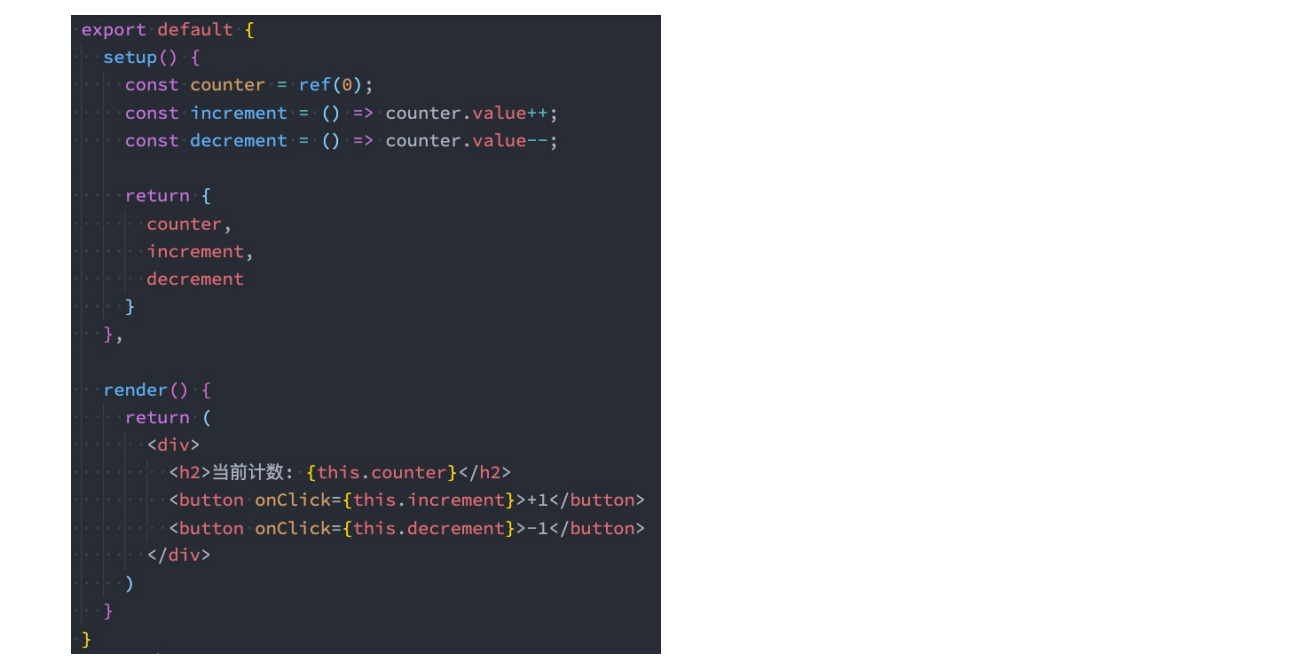 export default {
setup() {
const counter = ref(0);
const increment = () => counter.value++;
const decrement = () => counter.value--;
return {
counter,
increment,
decrement
}
},
render() {
return (
<div>
<h2>当前计数: {this.counter}</h2>
<button onClick={this.increment}>+1</button>
<button onClick={this.decrement}>-1</button>
</div>
)
}
}